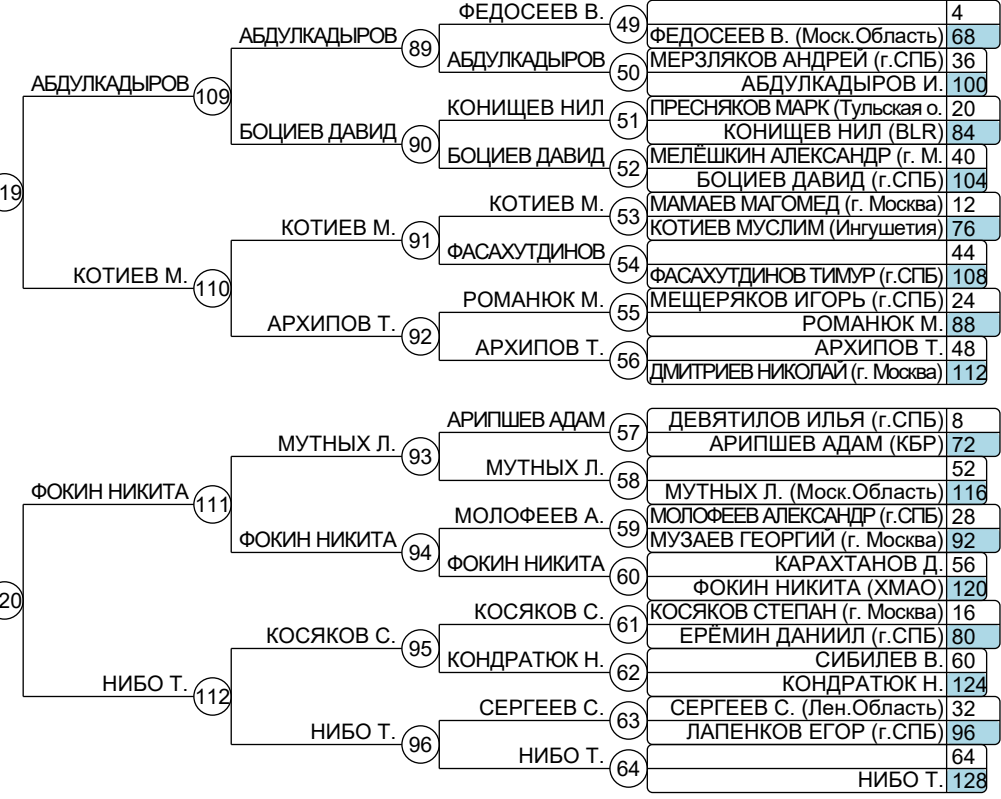 ФЕДОСЕЕВ В. 49 4
АБДУЛКАДЫРОВ 89 ФЕДОСЕЕВ В. (Моск.Область) 68
АБДУЛКАДЫРОВ 50 МЕРЗЛЯКОВ АНДРЕЙ (г.СПБ) 36
АБДУЛКАДЫРОВ 109 АБДУЛКАДЫРОВ И. 100
КОНИЩЕВ НИЛ 51 ПРЕСНЯКОВ МАРК (Тульская о. 20
БОЦИЕВ ДАВИД 90 КОНИЩЕВ НИЛ (BLR) 84
БОЦИЕВ ДАВИД 52 МЕЛЁШКИН АЛЕКСАНДР (г. М. 40
БОЦИЕВ ДАВИД (г.СПБ) 104
19 КОТИЕВ М. 53 МАМАЕВ МАГОМЕД (г. Москва) 12
КОТИЕВ М. 91 КОТИЕВ МУСЛИМ (Ингушетия) 76
ФАСАХУТДИНОВ 54 44
КОТИЕВ М. 110 ФАСАХУТДИНОВ ТИМУР (г.СПБ) 108
РОМАНЮК М. 55 МЕЩЕРЯКОВ ИГОРЬ (г.СПБ) 24
АРХИПОВ Т. 92 РОМАНЮК М. 88
АРХИПОВ Т. 56 АРХИПОВ Т. 48
ДМИТРИЕВ НИКОЛАЙ (г. Москва) 112
АРИПШЕВ АДАМ 57 ДЕВЯТИЛОВ ИЛЬЯ (г.СПБ) 8
МУТНЫХ Л. 93 АРИПШЕВ АДАМ (КБР) 72
МУТНЫХ Л. 58 52
ФОКИН НИКИТА 111 МУТНЫХ Л. (Моск.Область) 116
МОЛОФЕЕВ А. 59 МОЛОФЕЕВ АЛЕКСАНДР (г.СПБ) 28
ФОКИН НИКИТА 94 МУЗАЕВ ГЕОРГИЙ (г. Москва) 92
ФОКИН НИКИТА 60 КАРАХТАНОВ Д. 56
ФОКИН НИКИТА (ХМАО) 120
20 КОСЯКОВ С. 61 КОСЯКОВ СТЕПАН (г. Москва) 16
КОСЯКОВ С. 95 ЕРЁМИН ДАНИИЛ (г.СПБ) 80
КОНДРАТЮК Н. 62 СИБИЛЕВ В. 60
НИБО Т. 112 КОНДРАТЮК Н. 124
СЕРГЕЕВ С. 63 СЕРГЕЕВ С. (Лен.Область) 32
НИБО Т. 96 ЛАПЕНКОВ ЕГОР (г.СПБ) 96
НИБО Т. 64 64
НИБО Т. 128